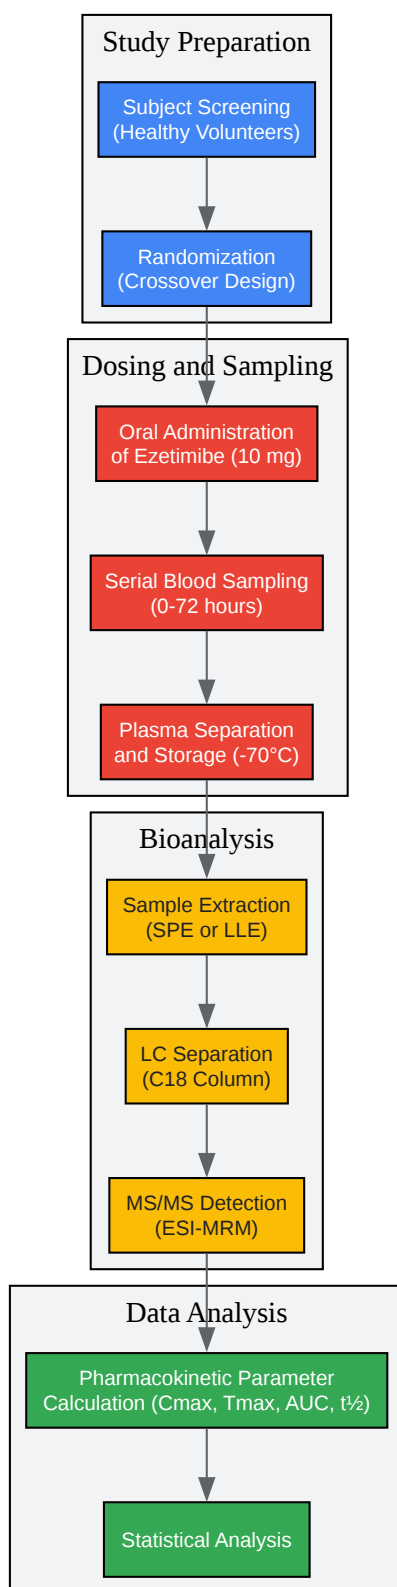 Study Preparation
Subject Screening
(Healthy Volunteers)
Randomization
(Crossover Design)
Dosing and Sampling
Oral Administration
of Ezetimibe (10 mg)
Serial Blood Sampling
(0-72 hours)
Plasma Separation
and Storage (-70°C)
Bioanalysis
Sample Extraction
(SPE or LLE)
LC Separation
(C18 Column)
MS/MS Detection
(ESI-MRM)
Data Analysis
Pharmacokinetic Parameter
Calculation (Cmax, Tmax, AUC, t½)
Statistical Analysis